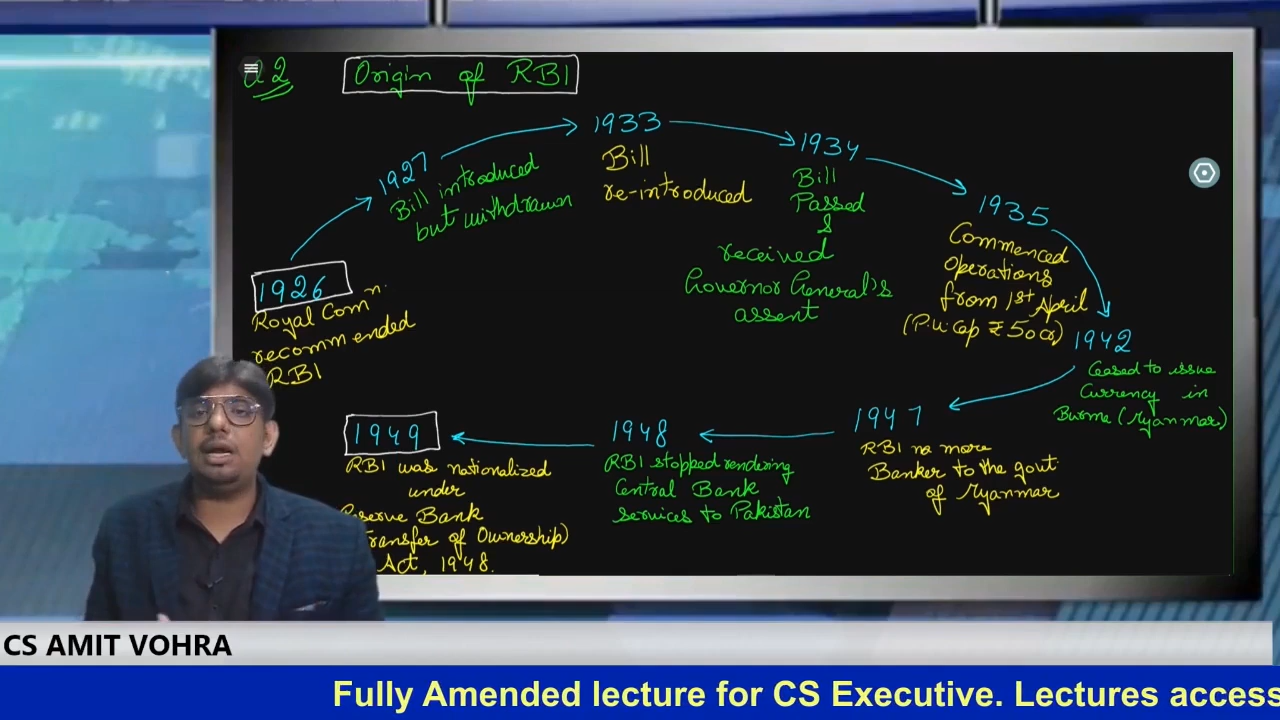 Q2
Origin of RBI
1926
Royal Comⁿ.
recommended
RBI
1927
Bill introduced
but withdrawn
1933
Bill
re-introduced
1934
Bill
Passed
&
received
Governor General's
assent
1935
Commenced
Operations
from 1st April
(P.u. Cap ₹ 5 Cr)
1942
Ceased to issue
Currency in
Burma (Myanmar)
1947
RBI no more
Banker to the govt.
of Myanmar
1948
RBI stopped rendering
Central Bank
services to Pakistan
1949
RBI was nationalized
under
Reserve Bank
Transfer of Ownership)
Act, 1948.
CS AMIT VOHRA
Fully Amended lecture for CS Executive. Lectures access